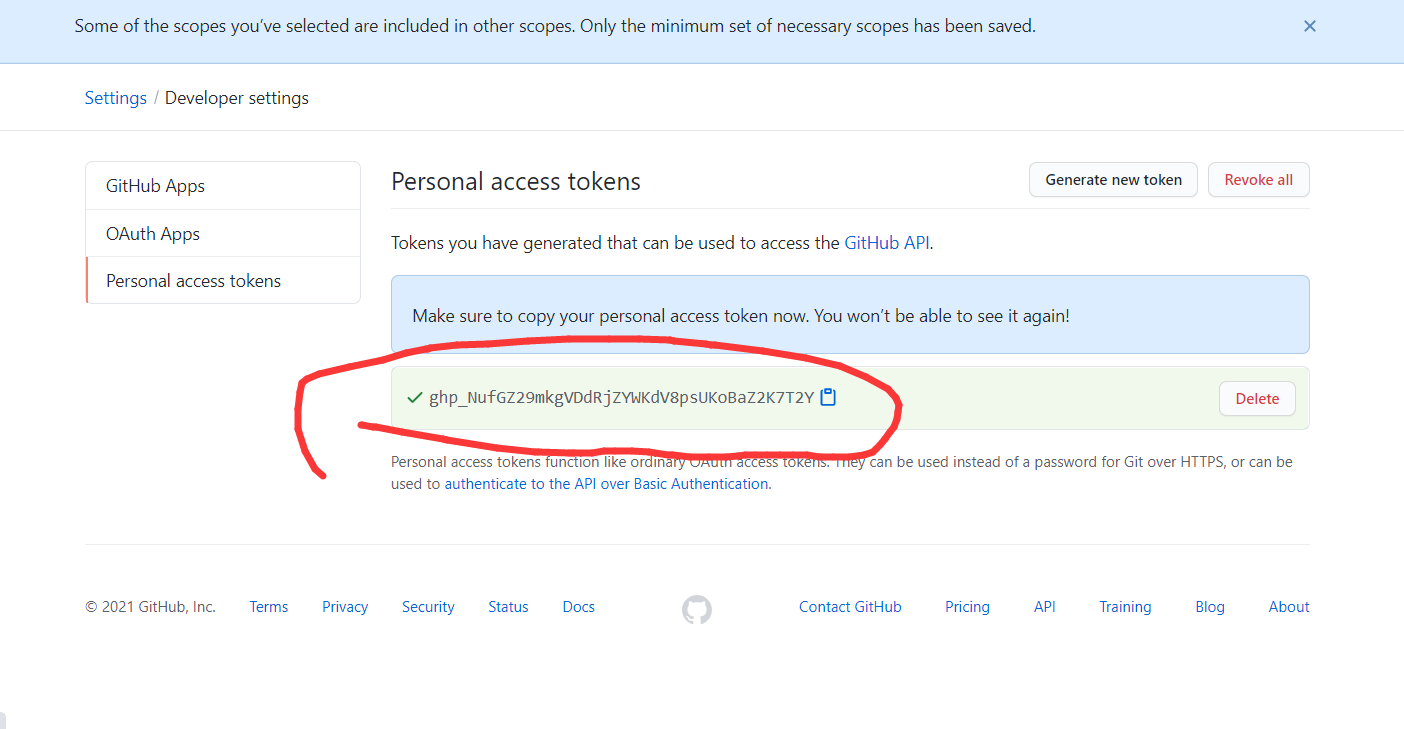 Some of the scopes you’ve selected are included in other scopes. Only the minimum set of necessary scopes has been saved.
Settings / Developer settings
GitHub Apps
OAuth Apps
Personal access tokens
Personal access tokens
Generate new token
Revoke all
Tokens you have generated that can be used to access the GitHub API.
Make sure to copy your personal access token now. You won’t be able to see it again!
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
Delete
Personal access tokens function like ordinary OAuth access tokens. They can be used instead of a password for Git over HTTPS, or can be
used to authenticate to the API over Basic Authentication.
© 2021 GitHub, Inc.
Terms
Privacy
Security
Status
Docs
Contact GitHub
Pricing
API
Training
Blog
About